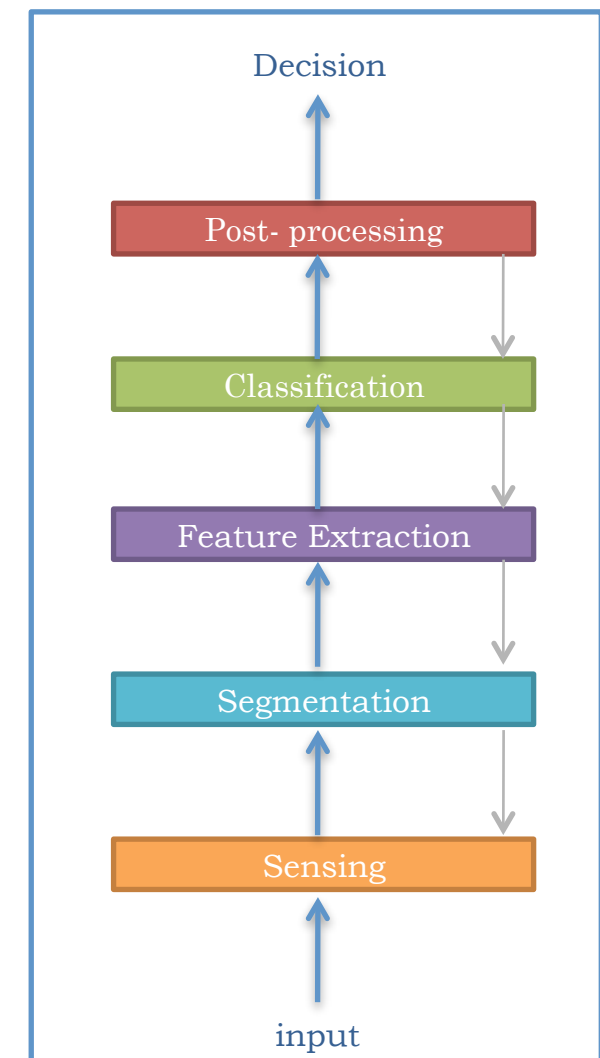 Decision
Post- processing
Classification
Feature Extraction
Segmentation
Sensing
input